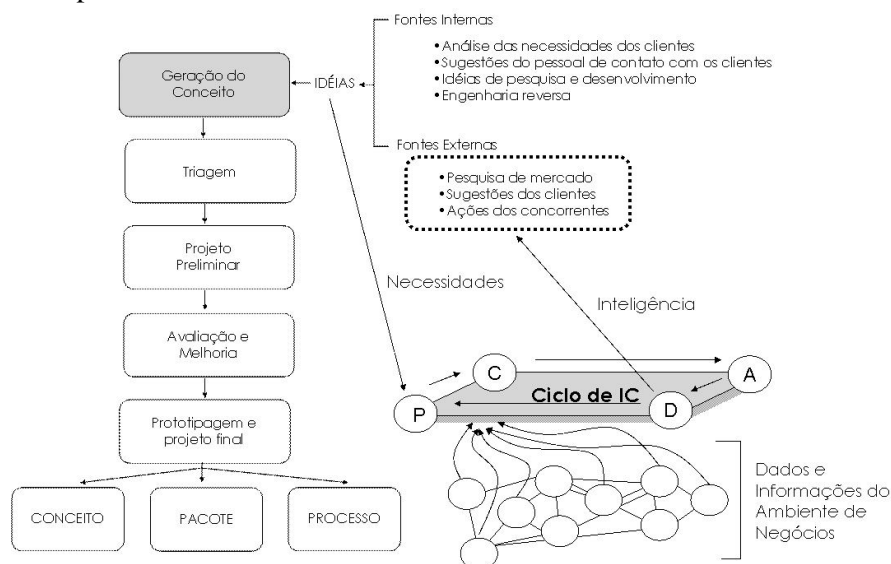 Fontes Internas
• Análise das necessidades dos clientes
• Sugestões do pessoal de contato com os clientes
• Idéias de pesquisa e desenvolvimento
• Engenharia reversa
Geração do
Conceito
IDÉIAS
Fontes Externas
• Pesquisa de mercado
• Sugestões dos clientes
• Ações dos concorrentes
Triagem
Projeto
Preliminar
Necessidades
Inteligência
Avaliação e
Melhoria
C
A
Ciclo de IC
P
D
Prototipagem e
projeto final
CONCEITO
PACOTE
PROCESSO
Dados e
Informações do
Ambiente de
Negócios